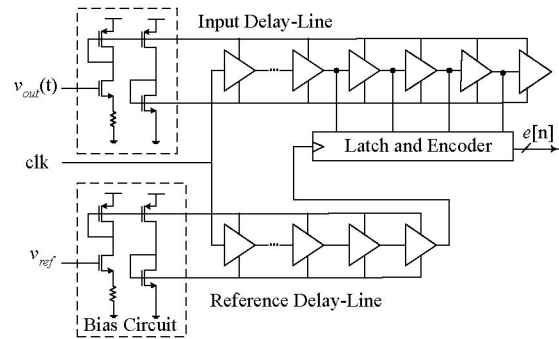 Input Delay-Line
v_out(t)
clk
Latch and Encoder
e[n]
v_ref
Reference Delay-Line
Bias Circuit